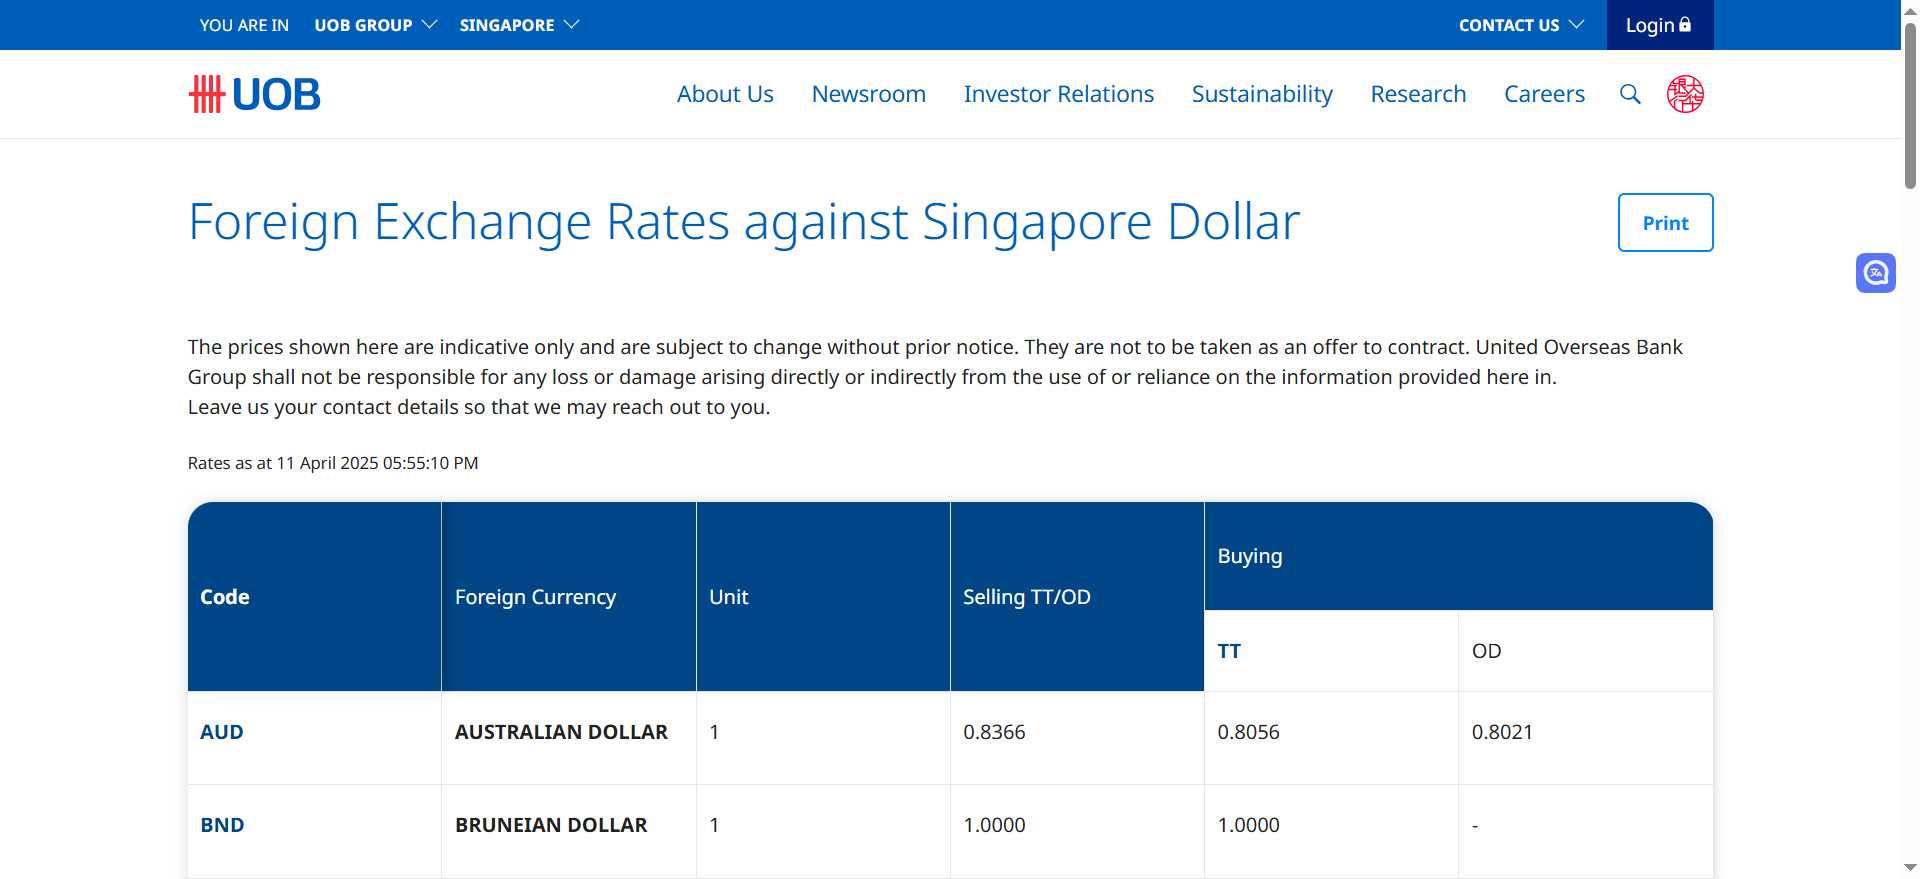 YOU ARE IN UOB GROUP SINGAPORE CONTACT US Login
UOB About Us Newsroom Investor Relations Sustainability Research Careers
Foreign Exchange Rates against Singapore Dollar Print
The prices shown here are indicative only and are subject to change without prior notice. They are not to be taken as an offer to contract. United Overseas Bank
Group shall not be responsible for any loss or damage arising directly or indirectly from the use of or reliance on the information provided here in.
Leave us your contact details so that we may reach out to you.
Rates as at 11 April 2025 05:55:10 PM
Code Foreign Currency Unit Selling TT/OD Buying
TT OD
AUD AUSTRALIAN DOLLAR 1 0.8366 0.8056 0.8021
BND BRUNEIAN DOLLAR 1 1.0000 1.0000 -